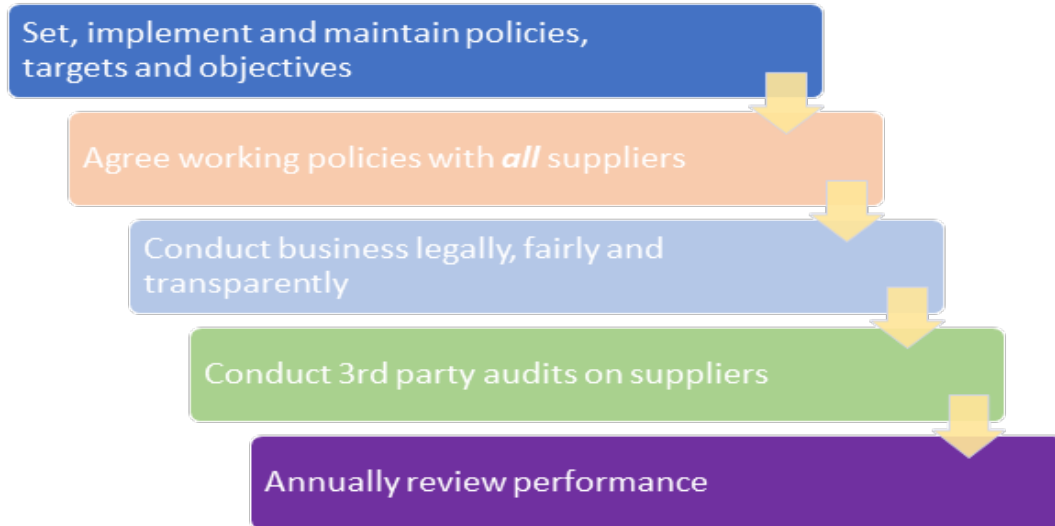 Set, implement and maintain policies,
targets and objectives
Agree working policies with all suppliers
Conduct business legally, fairly and
transparently
Conduct 3rd party audits on suppliers
Annually review performance